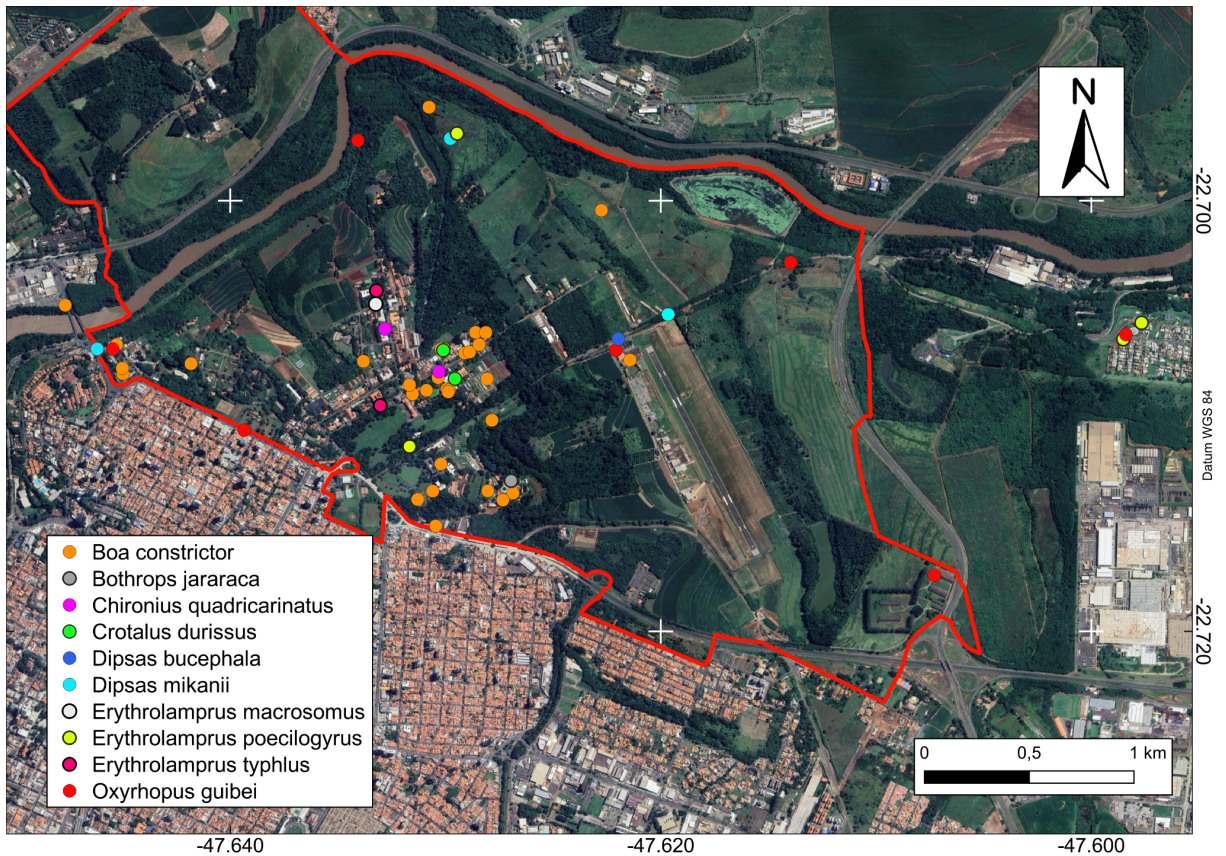 N
-22.700
Datum WGS 84
-22.720
Boa constrictor
Bothrops jararaca
Chironius quadricarinatus
Crotalus durissus
Dipsas bucephala
Dipsas mikanii
Erythrolamprus macrosomus
Erythrolamprus poecilogyrus
Erythrolamprus typhlus
Oxyrhopus guibei
0 0,5 1 km
-47.640 -47.620 -47.600